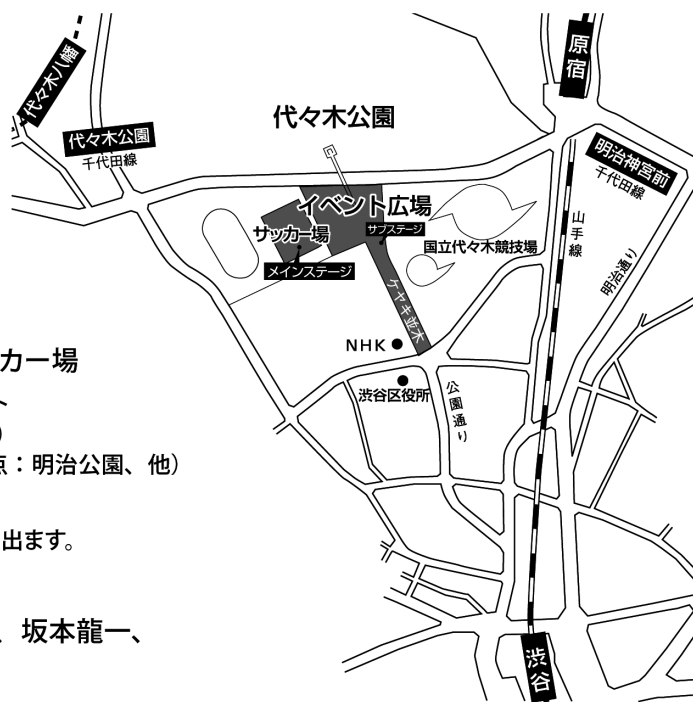 原宿
代々木八幡
代々木公園
代々木公園
千代田線
明治神宮前
千代田線
イベント広場
サブステージ
サッカー場
メインステージ
国立代々木競技場
山手線
明治通り
ケヤキ並木
NHK
渋谷区役所
公園通り
カー場
ト
)
点：明治公園、他）
出ます。
、坂本龍一、
渋谷